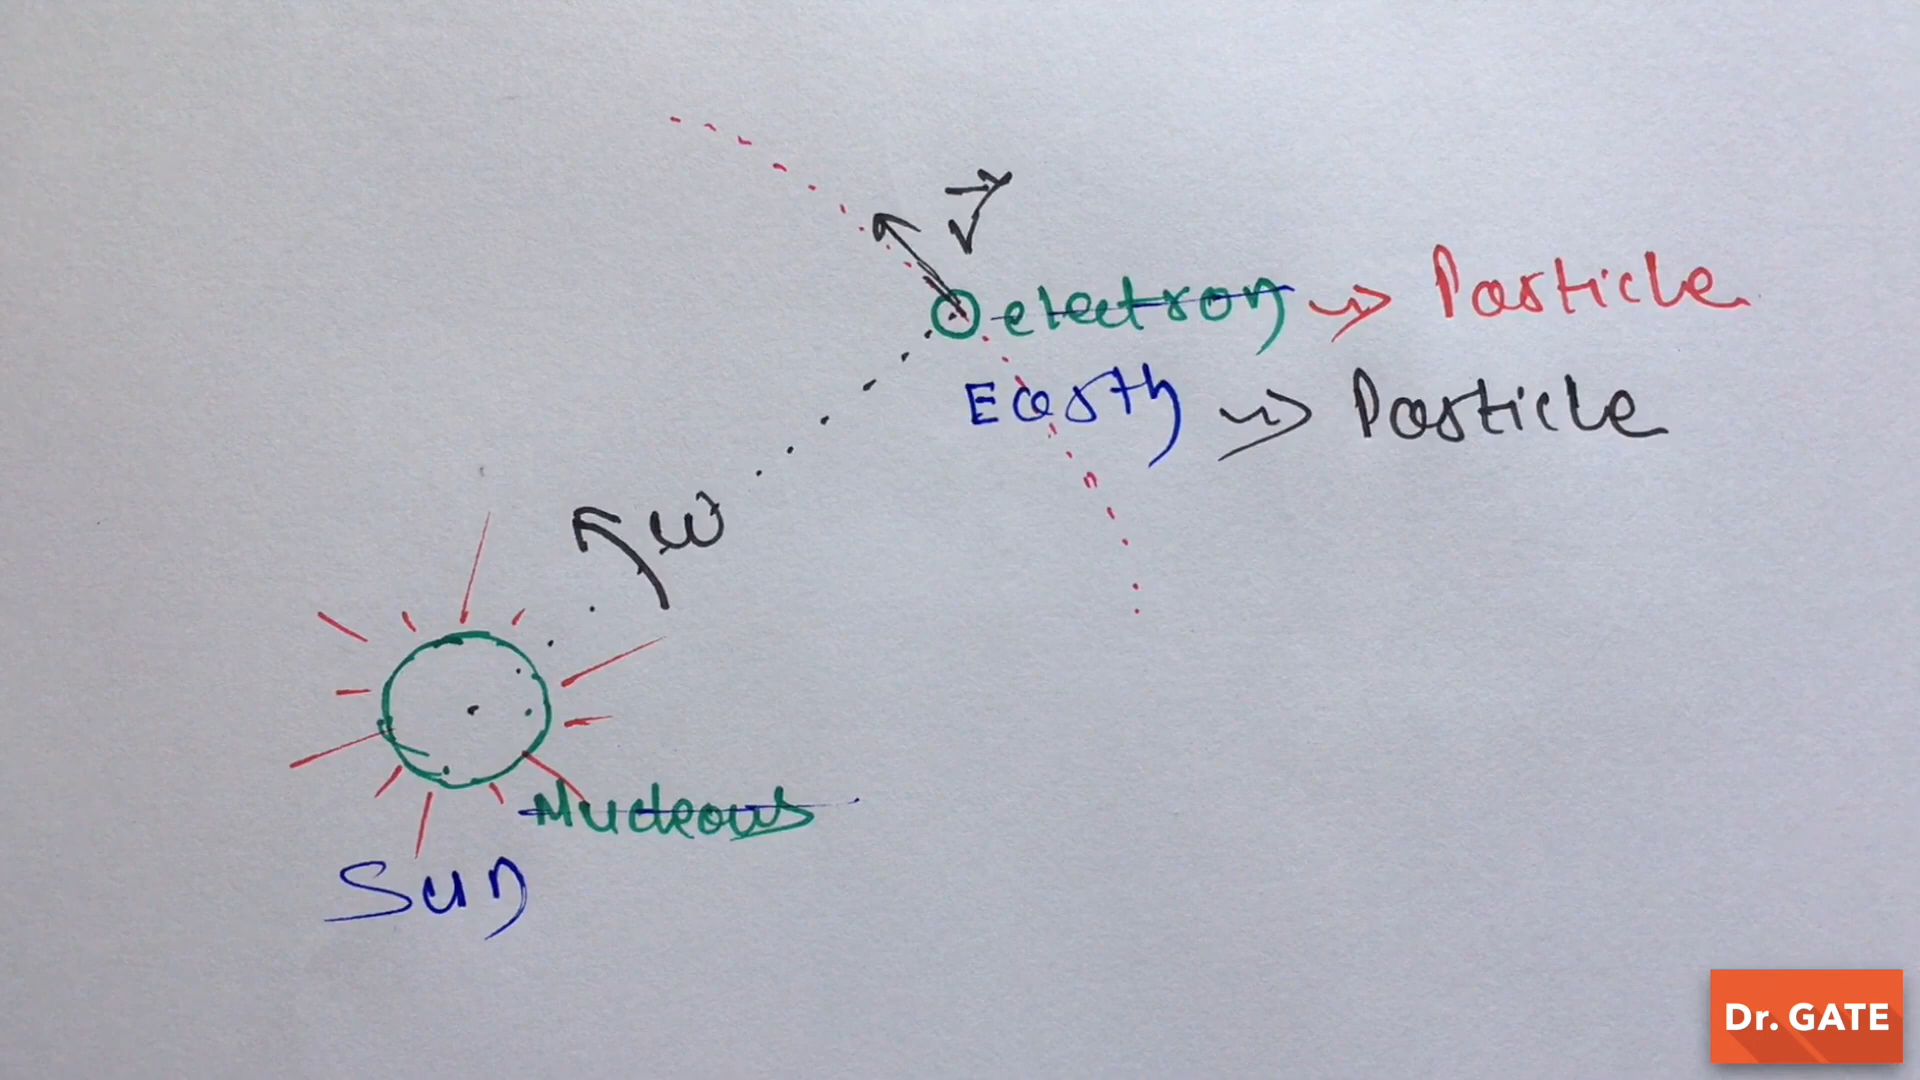 V
electron → Particle
Earth → Particle
ω
Nucleous
Sun
Dr. GATE